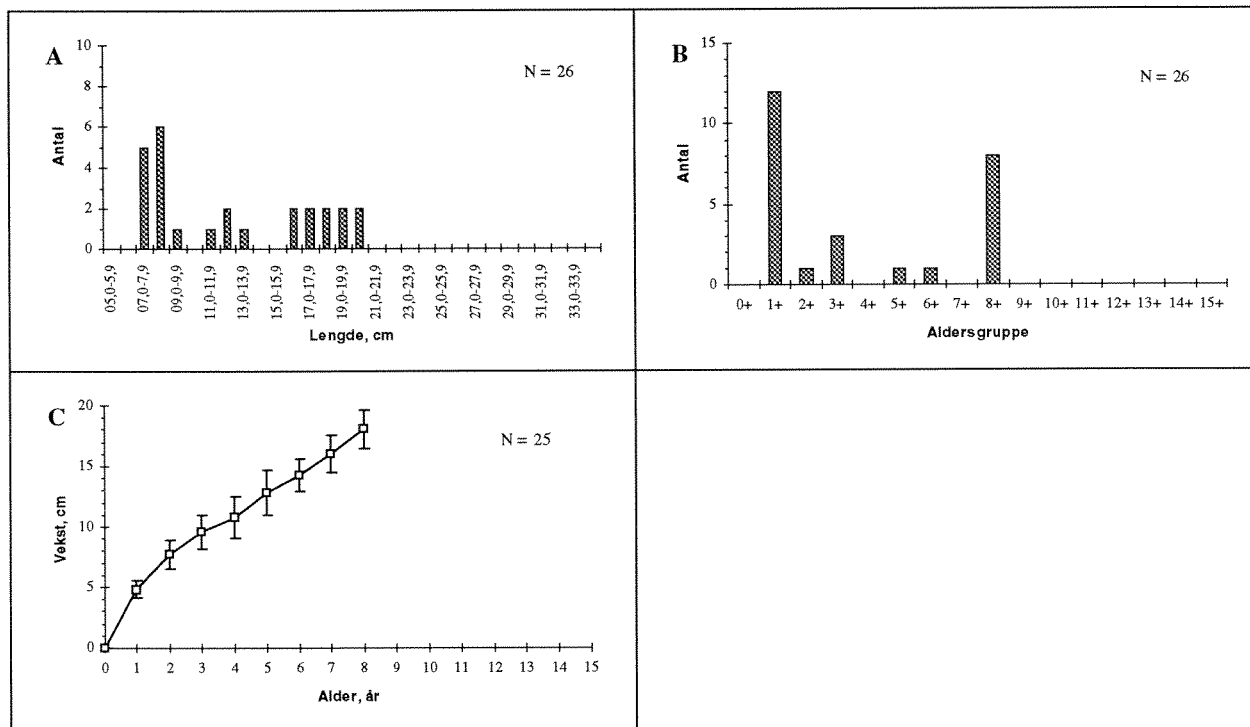 A
N = 26
Antal
10
8
6
4
2
0
05,0-5,9
07,0-7,9
09,0-9,9
11,0-11,9
13,0-13,9
15,0-15,9
17,0-17,9
19,0-19,9
21,0-21,9
23,0-23,9
25,0-25,9
27,0-27,9
29,0-29,9
31,0-31,9
33,0-33,9
Lengde, cm
B
N = 26
Antal
15
10
5
0
0+ 1+ 2+ 3+ 4+ 5+ 6+ 7+ 8+ 9+ 10+ 11+ 12+ 13+ 14+ 15+
Aldersgruppe
C
N = 25
Vekst, cm
20
15
10
5
0
0 1 2 3 4 5 6 7 8 9 10 11 12 13 14 15
Alder, år